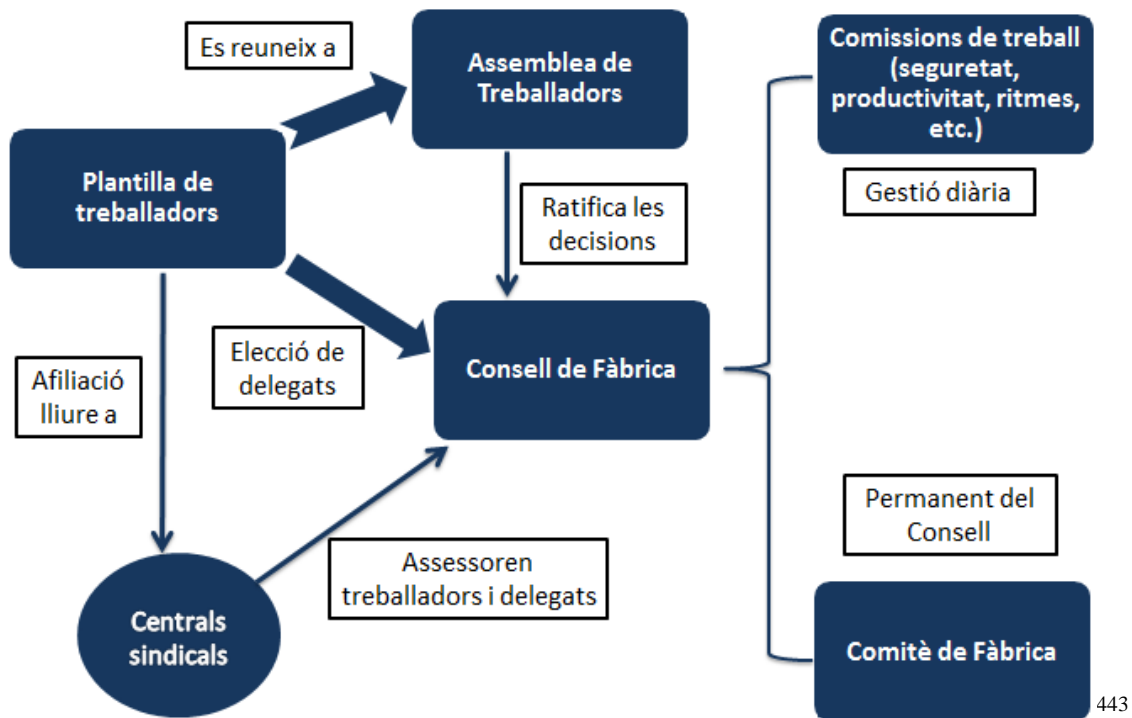 Es reuneix a
Assemblea de
Treballadors
Comissions de treball
(seguretat,
productivitat, ritmes,
etc.)
Plantilla de
treballadors
Ratifica les
decisions
Gestió diària
Elecció de
delegats
Consell de Fàbrica
Afiliació
lliure a
Permanent del
Consell
Assessoren
treballadors i delegats
Centrals
sindicals
Comitè de Fàbrica
443